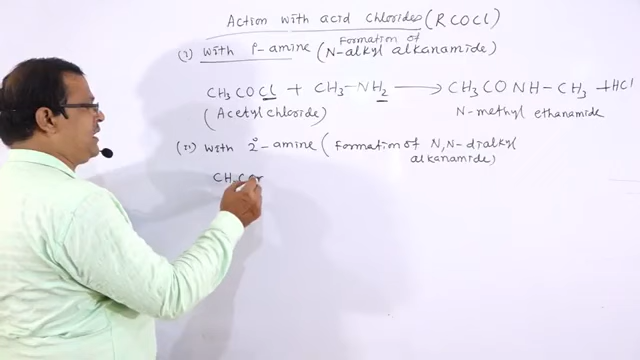 Action with acid chlorides (RCOCl)
(i) with 1°-amine (Formation of N-alkyl alkanamide)
CH3COCl + CH3-NH2 ⟶ CH3CONH-CH3 + HCl
(Acetyl chloride) N-methyl ethanamide
(ii) with 2°-amine (Formation of N,N-dialkyl
alkanamide)
CH